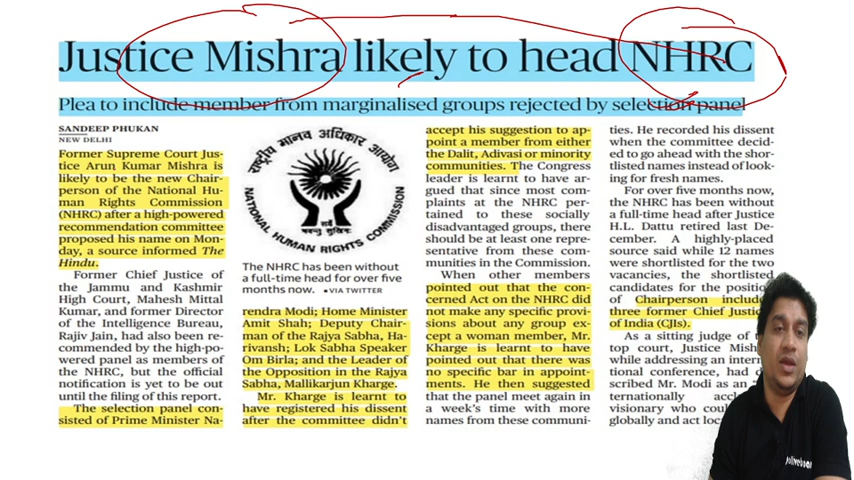 Justice Mishra likely to head NHRC
Plea to include member from marginalised groups rejected by selection panel
SANDEEP PHUKAN
NEW DELHI
Former Supreme Court Jus-
tice Arun Kumar Mishra is
likely to be the new Chair-
person of the National Hu-
man Rights Commission
(NHRC) after a high-powered
recommendation committee
proposed his name on Mon-
day, a source informed The
Hindu.
Former Chief Justice of
the Jammu and Kashmir
High Court, Mahesh Mittal
Kumar, and former Director
of the Intelligence Bureau,
Rajiv Jain, had also been re-
commended by the high-po-
wered panel as members of
the NHRC, but the official
notification is yet to be out
until the filing of this report.
The selection panel con-
sisted of Prime Minister Na-
राष्ट्रीय मानव अधिकार आयोग
NATIONAL HUMAN RIGHTS COMMISSION
The NHRC has been without
a full-time head for over five
months now. • VIA TWITTER
rendra Modi; Home Minister
Amit Shah; Deputy Chair-
man of the Rajya Sabha, Ha-
rivansh; Lok Sabha Speaker
Om Birla; and the Leader of
the Opposition in the Rajya
Sabha, Mallikarjun Kharge.
Mr. Kharge is learnt to
have registered his dissent
after the committee didn't
accept his suggestion to ap-
point a member from either
the Dalit, Adivasi or minority
communities. The Congress
leader is learnt to have ar-
gued that since most com-
plaints at the NHRC per-
tained to these socially
disadvantaged groups, there
should be at least one repre-
sentative from these com-
munities in the Commission.
When other members
pointed out that the con-
cerned Act on the NHRC did
not make any specific provi-
sions about any group ex-
cept a woman member, Mr.
Kharge is learnt to have
pointed out that there was
no specific bar in appoint-
ments. He then suggested
that the panel meet again in
a week's time with more
names from these communi-
ties. He recorded his dissent
when the committee decid-
ed to go ahead with the shor-
tlisted names instead of look-
ing for fresh names.
For over five months now,
the NHRC has been without
a full-time head after Justice
H.L. Dattu retired last De-
cember. A highly-placed
source said while 12 names
were shortlisted for the two
vacancies, the shortlisted
candidates for the position
of Chairperson include
three former Chief Justices
of India (CJIs).
As a sitting judge of
top court, Justice Mish
while addressing an intern
tional conference, had d
scribed Mr. Modi as an "
ternationally accl
visionary who coul
globally and act loc